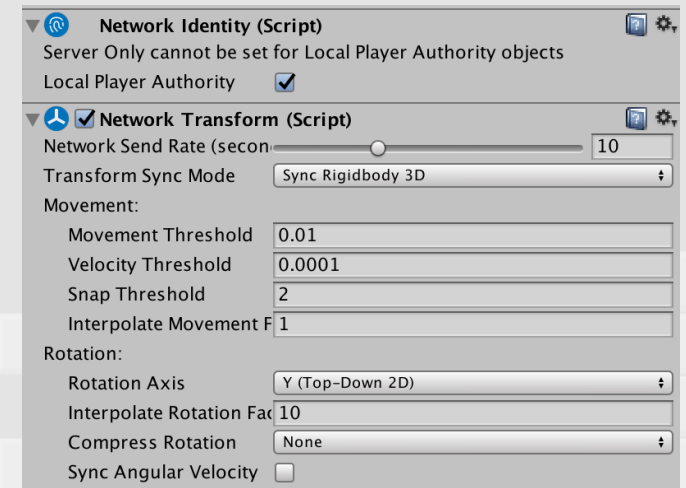 Network Identity (Script)
Server Only cannot be set for Local Player Authority objects
Local Player Authority
Network Transform (Script)
Network Send Rate (secon 10
Transform Sync Mode Sync Rigidbody 3D
Movement:
Movement Threshold 0.01
Velocity Threshold 0.0001
Snap Threshold 2
Interpolate Movement F 1
Rotation:
Rotation Axis Y (Top-Down 2D)
Interpolate Rotation Fac 10
Compress Rotation None
Sync Angular Velocity